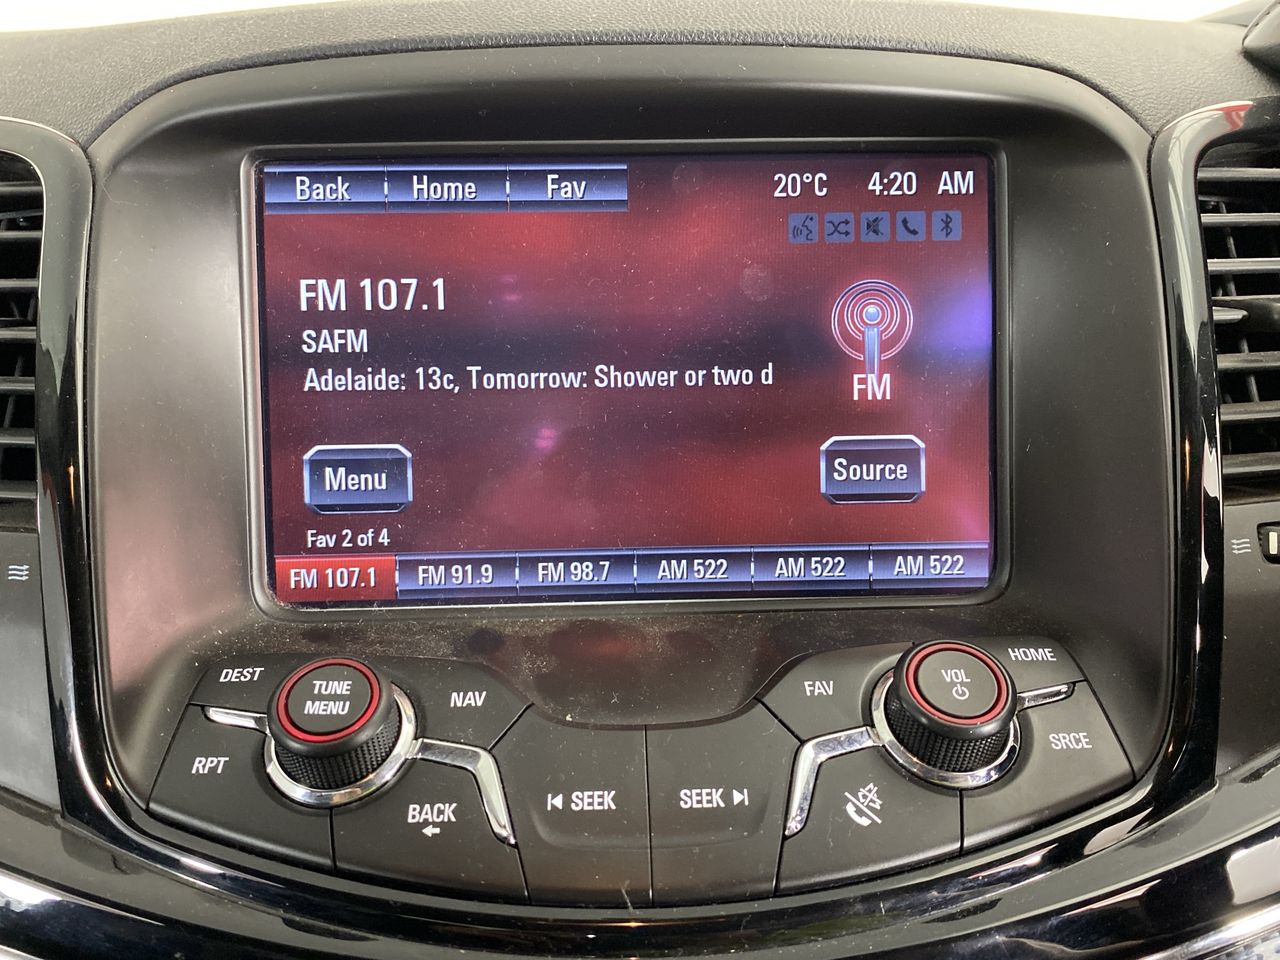 Back Home Fav 20°C 4:20 AM
FM 107.1
SAFM
Adelaide: 13c, Tomorrow: Shower or two d
FM
Menu Source
Fav 2 of 4
FM 107.1 FM 91.9 FM 98.7 AM 522 AM 522 AM 522
DEST TUNE MENU NAV FAV VOL HOME
RPT BACK SEEK SEEK SRCE